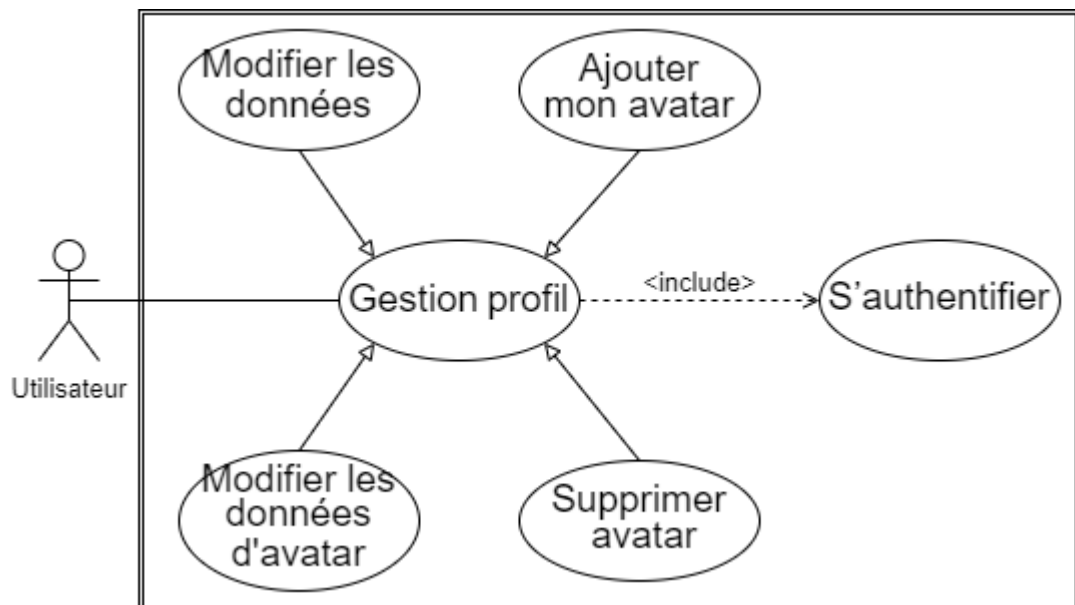 Modifier les
données
Ajouter
mon avatar
Gestion profil
<include>
S'authentifier
Utilisateur
Modifier les
données
d'avatar
Supprimer
avatar